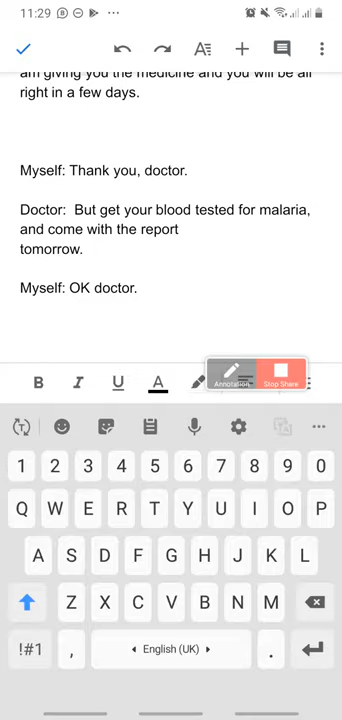 11:29
am giving you the medicine and you will be all
right in a few days.
Myself: Thank you, doctor.
Doctor:  But get your blood tested for malaria,
and come with the report
tomorrow.
Myself: OK doctor.
B I U A
Annotation Stop Share
1 2 3 4 5 6 7 8 9 0
Q W E R T Y U I O P
A S D F G H J K L
Z X C V B N M
!#1 , English (UK) .